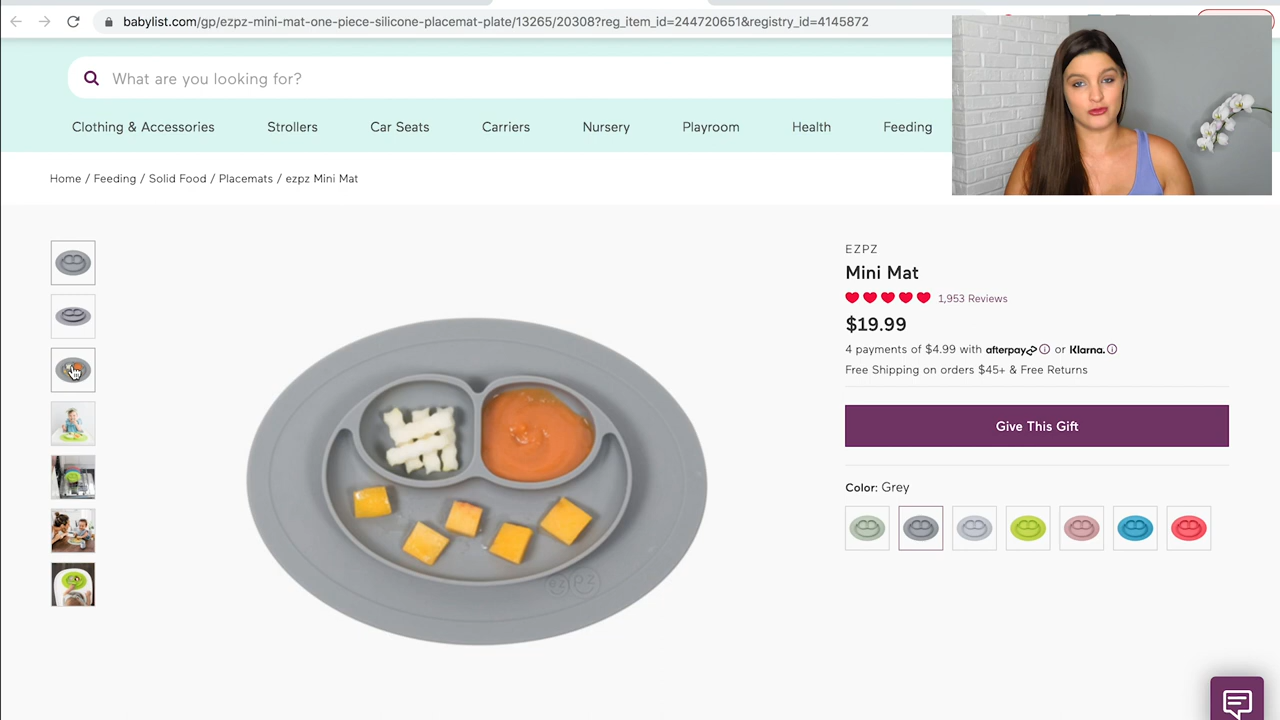 babylist.com/gp/ezpz-mini-mat-one-piece-silicone-placemat-plate/13265/20308?reg_item_id=244720651&registry_id=4145872
What are you looking for?
Clothing & Accessories Strollers Car Seats Carriers Nursery Playroom Health Feeding
Home / Feeding / Solid Food / Placemats / ezpz Mini Mat
EZPZ
Mini Mat
1,953 Reviews
$19.99
4 payments of $4.99 with afterpay or Klarna.
Free Shipping on orders $45+ & Free Returns
Give This Gift
Color: Grey
ez pz